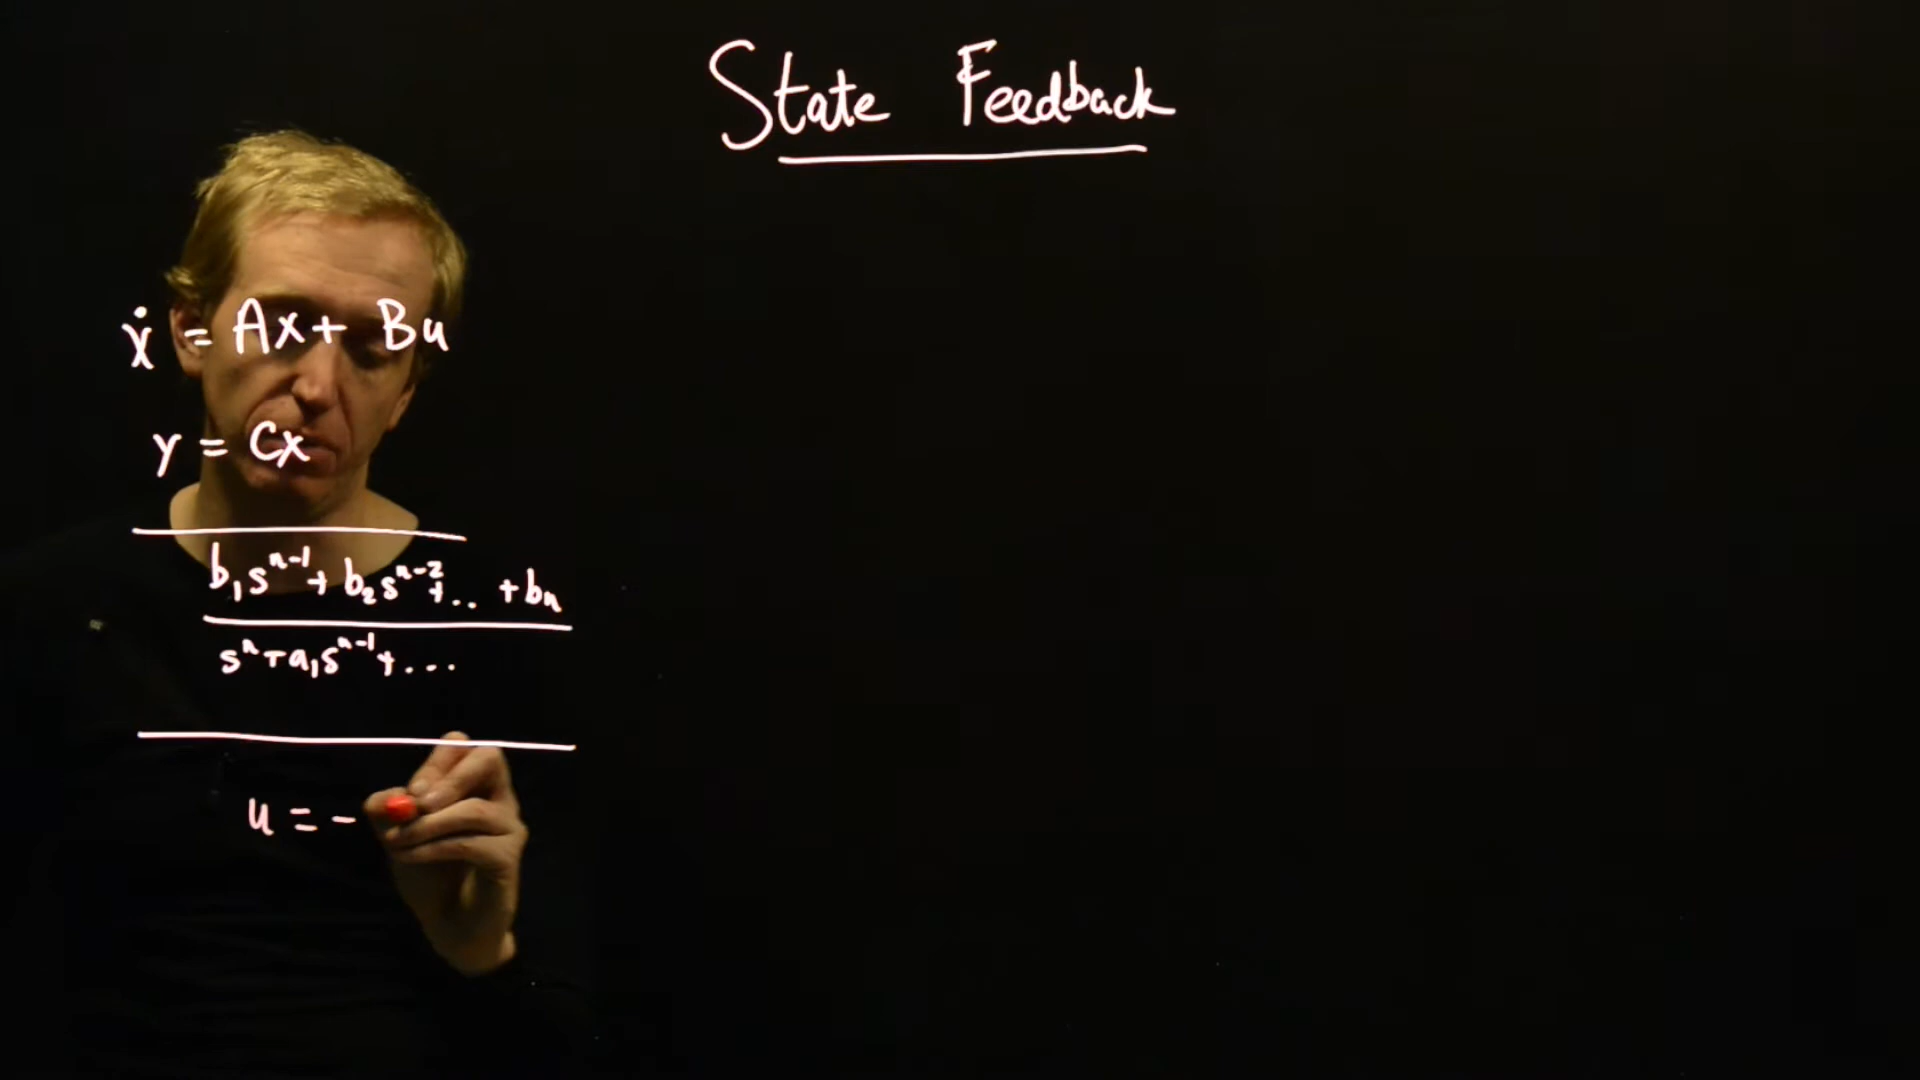 State Feedback
ẋ = Ax + Bu
y = Cx
b₁sⁿ⁻¹ + b₂sⁿ⁻² + .. + bₙ
sⁿ + a₁sⁿ⁻¹ + ...
u = -